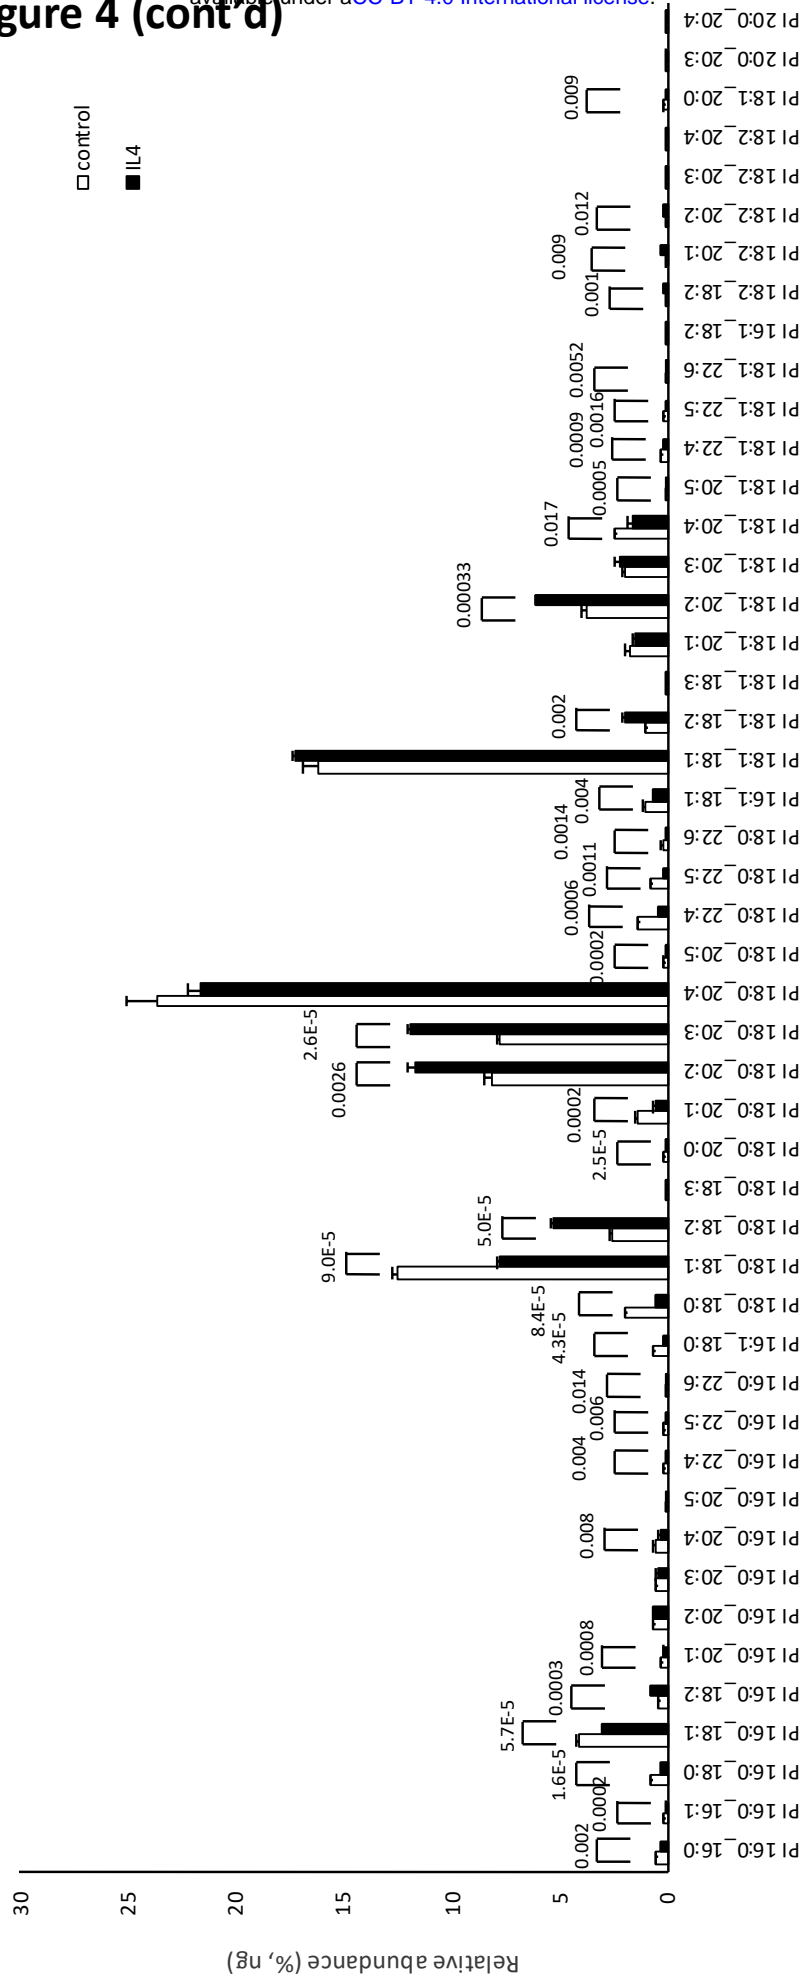 gure 4 (cont'd)
available under aCC-BY 4.0 International license.
control
IL4
Relative abundance (%, ng)
30
25
20
15
10
5
0
0.002
0.0002
1.6E-5
5.7E-5
0.0003
0.0008
0.008
0.004
0.006
0.014
4.3E-5
8.4E-5
9.0E-5
5.0E-5
2.5E-5
0.0002
0.0026
2.6E-5
0.0002
0.0006
0.0011
0.0014
0.004
0.002
0.00033
0.017
0.0005
0.0009
0.0016
0.0052
0.001
0.009
0.012
0.009
PI 16:0_16:0
PI 16:0_16:1
PI 16:0_18:0
PI 16:0_18:1
PI 16:0_18:2
PI 16:0_20:1
PI 16:0_20:2
PI 16:0_20:3
PI 16:0_20:4
PI 16:0_20:5
PI 16:0_22:4
PI 16:0_22:5
PI 16:0_22:6
PI 16:1_18:0
PI 18:0_18:0
PI 18:0_18:1
PI 18:0_18:2
PI 18:0_18:3
PI 18:0_20:0
PI 18:0_20:1
PI 18:0_20:2
PI 18:0_20:3
PI 18:0_20:4
PI 18:0_20:5
PI 18:0_22:4
PI 18:0_22:5
PI 18:0_22:6
PI 16:1_18:1
PI 18:1_18:1
PI 18:1_18:2
PI 18:1_18:3
PI 18:1_20:1
PI 18:1_20:2
PI 18:1_20:3
PI 18:1_20:4
PI 18:1_20:5
PI 18:1_22:4
PI 18:1_22:5
PI 18:1_22:6
PI 16:1_18:2
PI 18:2_18:2
PI 18:2_20:1
PI 18:2_20:2
PI 18:2_20:3
PI 18:2_20:4
PI 18:1_20:0
PI 20:0_20:3
PI 20:0_20:4